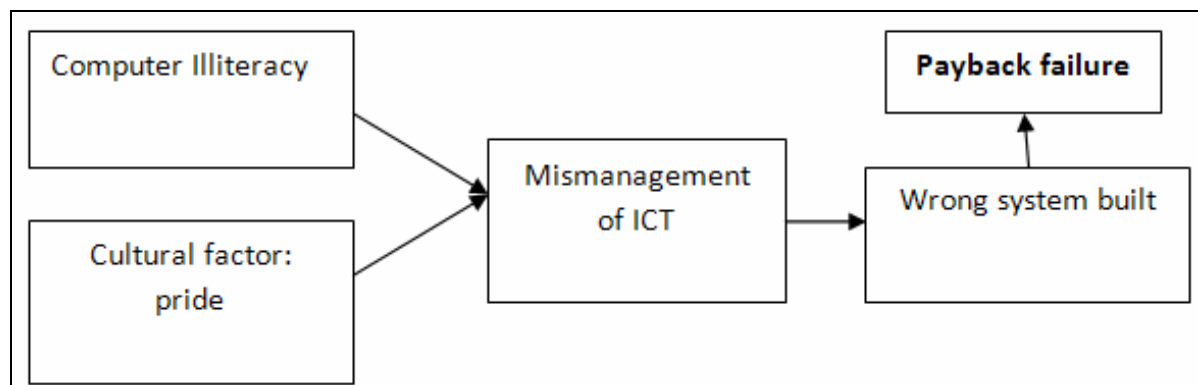 Computer Illiteracy
Cultural factor:
pride
Mismanagement
of ICT
Wrong system built
Payback failure